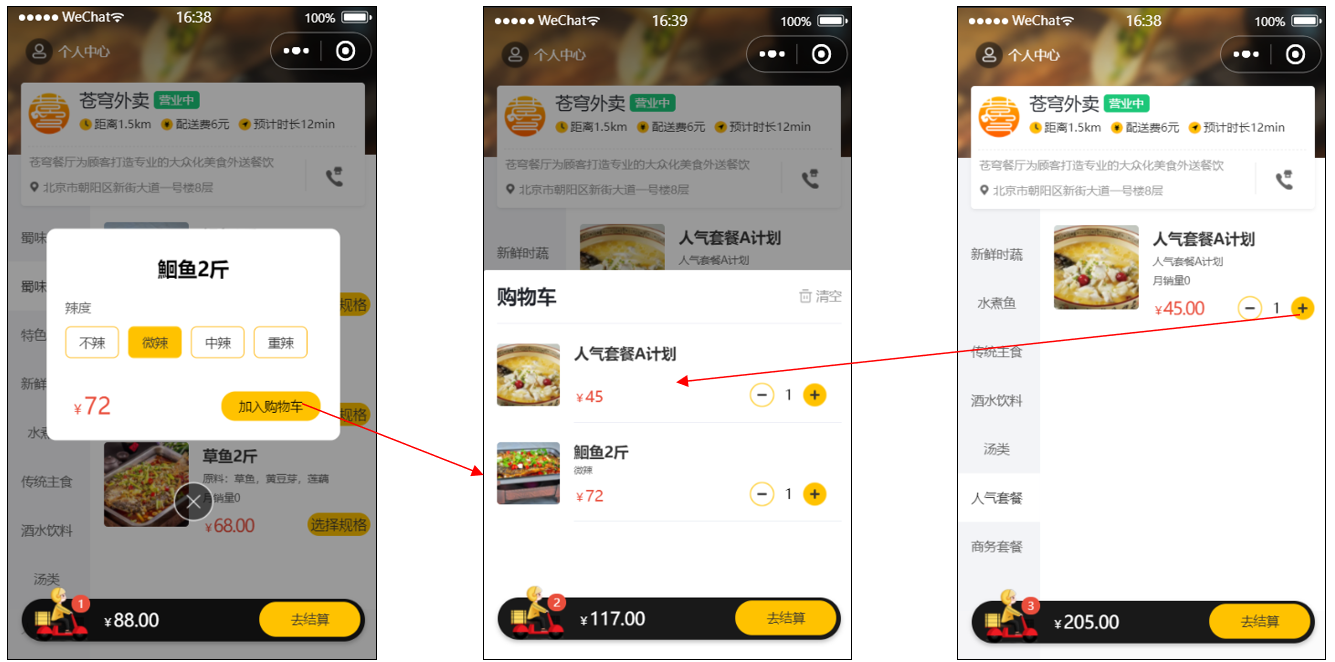 WeChat
16:38
100%
个人中心
苍穹外卖 营业中
距离1.5km 配送费6元 预计时长12min
苍穹餐厅为顾客打造专业的大众化美食外送餐饮
北京市朝阳区新街大道一号楼8层
蜀味
蜀味
特色
新鲜
水煮
传统主食
酒水饮料
汤类
鮰鱼2斤
辣度
不辣 微辣 中辣 重辣
¥72
加入购物车
规格
规格
草鱼2斤
原料：草鱼，黄豆芽，莲藕
月销量0
¥68.00
选择规格
1
¥88.00
去结算
WeChat
16:39
100%
个人中心
苍穹外卖 营业中
距离1.5km 配送费6元 预计时长12min
苍穹餐厅为顾客打造专业的大众化美食外送餐饮
北京市朝阳区新街大道一号楼8层
新鲜时蔬
人气套餐A计划
人气套餐A计划
购物车
清空
人气套餐A计划
¥45
1
鮰鱼2斤
微辣
¥72
1
2
¥117.00
去结算
WeChat
16:38
100%
个人中心
苍穹外卖 营业中
距离1.5km 配送费6元 预计时长12min
苍穹餐厅为顾客打造专业的大众化美食外送餐饮
北京市朝阳区新街大道一号楼8层
新鲜时蔬
水煮鱼
传统主食
酒水饮料
汤类
人气套餐
商务套餐
人气套餐A计划
人气套餐A计划
月销量0
¥45.00
1
3
¥205.00
去结算